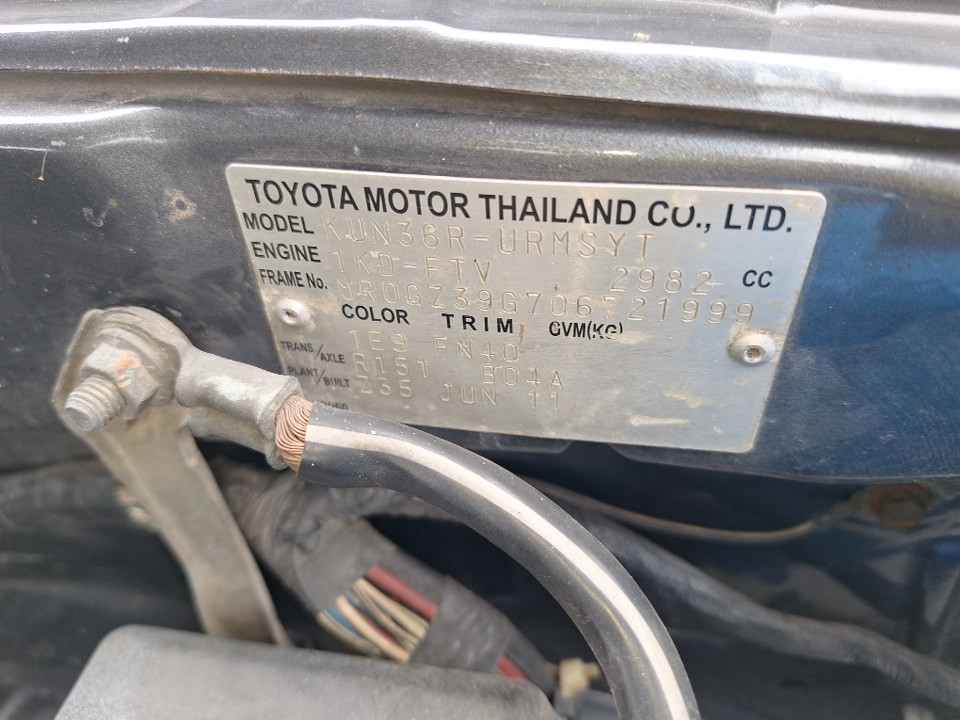 TOYOTA MOTOR THAILAND CO., LTD.
MODEL KUN36R-URMSYT
ENGINE 1KD-FTV 2982 CC
FRAME No. MR0GZ39G706721999
COLOR TRIM GVM(KG)
1E9 FN40
TRANS/AXLE R151 B04A
PLANT/BUILT Z35 JUN 11